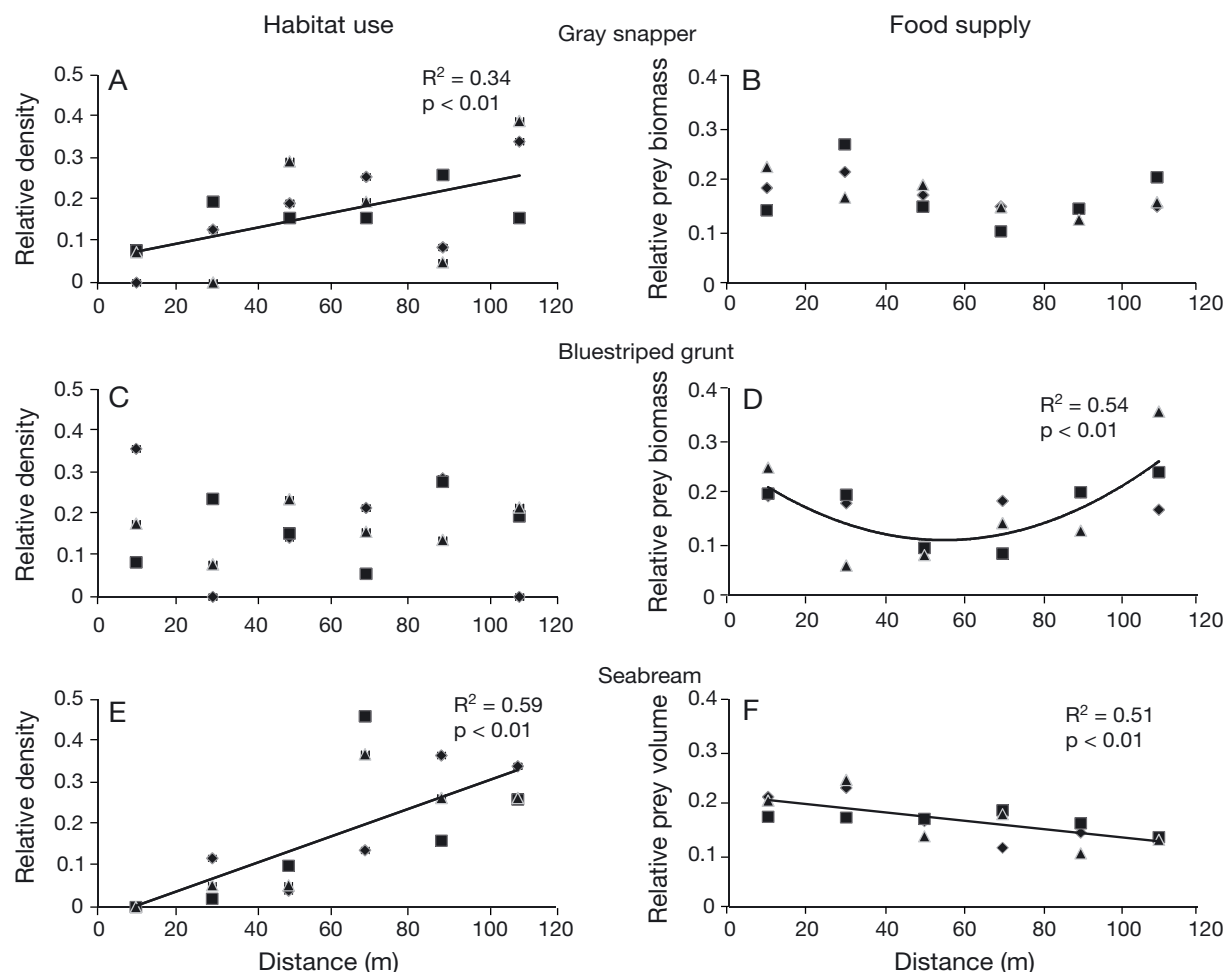 Habitat use
Food supply
Gray snapper
A
R² = 0.34
p < 0.01
Relative density
0.5
0.4
0.3
0.2
0.1
0
0 20 40 60 80 100 120
B
Relative prey biomass
0.4
0.3
0.2
0.1
0
0 20 40 60 80 100 120
Bluestriped grunt
C
Relative density
0.5
0.4
0.3
0.2
0.1
0
0 20 40 60 80 100 120
D
R² = 0.54
p < 0.01
Relative prey biomass
0.4
0.3
0.2
0.1
0
0 20 40 60 80 100 120
Seabream
E
R² = 0.59
p < 0.01
Relative density
0.5
0.4
0.3
0.2
0.1
0
0 20 40 60 80 100 120
Distance (m)
F
R² = 0.51
p < 0.01
Relative prey volume
0.4
0.3
0.2
0.1
0
0 20 40 60 80 100 120
Distance (m)